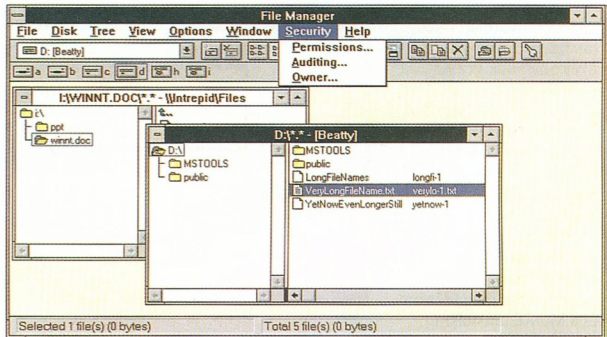 File Manager
File Disk Tree View Options Window Security Help
D: [Beatty]
Permissions...
Auditing...
Owner...
a b c d h i
I:\WINNT.DOC\*.* - \\Intrepid\Files
I:\
ppt
winnt.doc
D:\*.* - [Beatty]
D:\
MSTOOLS
public
MSTOOLS
public
LongFileNames longfi-1
VeryLongFileName.txt verylo-1.txt
YetNowEvenLongerStill yetnow-1
Selected 1 file(s) (0 bytes)
Total 5 file(s) (0 bytes)